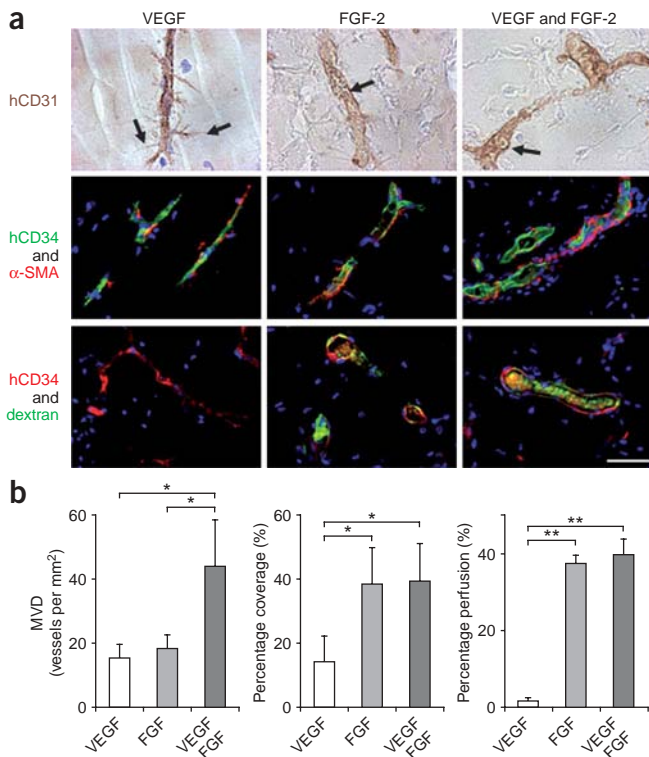 a
VEGF
FGF-2
VEGF and FGF-2
hCD31
hCD34
and
α-SMA
hCD34
and
dextran
b
MVD
(vessels per mm²)
60
40
20
0
*
*
VEGF
FGF
VEGF
FGF
Percentage coverage (%)
60
40
20
0
*
*
VEGF
FGF
VEGF
FGF
Percentage perfusion (%)
40
20
0
**
**
VEGF
FGF
VEGF
FGF